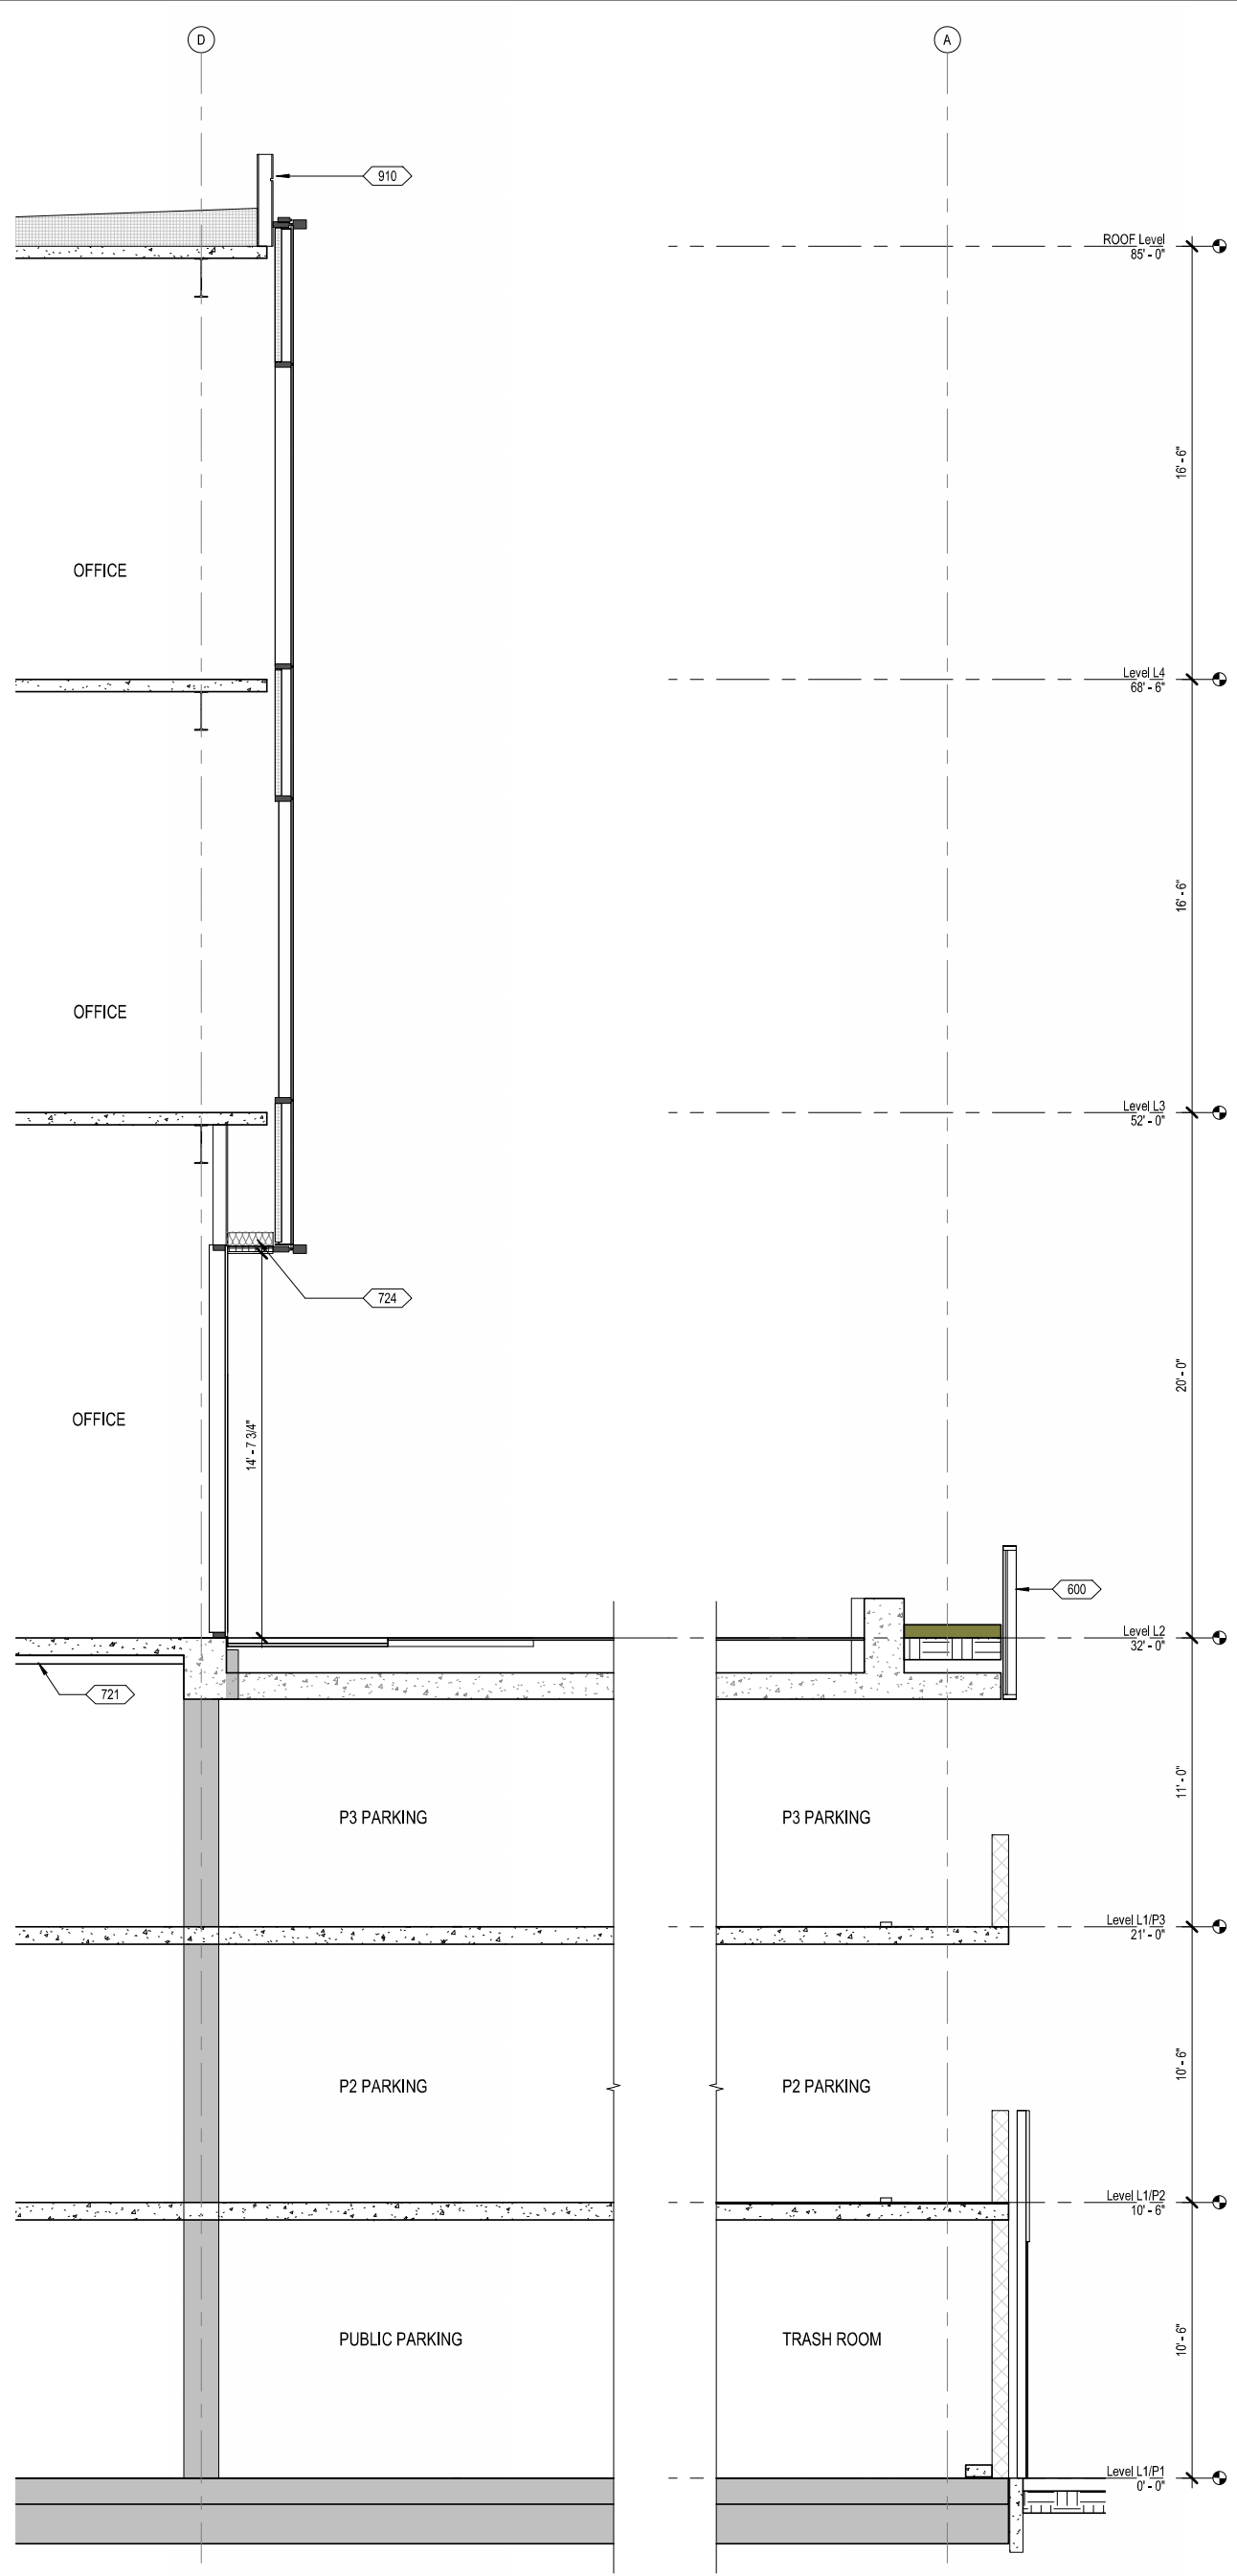 D
A
910
ROOF Level
85' - 0"
16' - 6"
OFFICE
Level L4
68' - 6"
16' - 6"
OFFICE
Level L3
52' - 0"
724
20' - 0"
OFFICE
14' - 7 3/4"
600
Level L2
32' - 0"
721
11' - 0"
P3 PARKING
P3 PARKING
Level L1/P3
21' - 0"
10' - 6"
P2 PARKING
P2 PARKING
Level L1/P2
10' - 6"
10' - 6"
PUBLIC PARKING
TRASH ROOM
Level L1/P1
0' - 0"